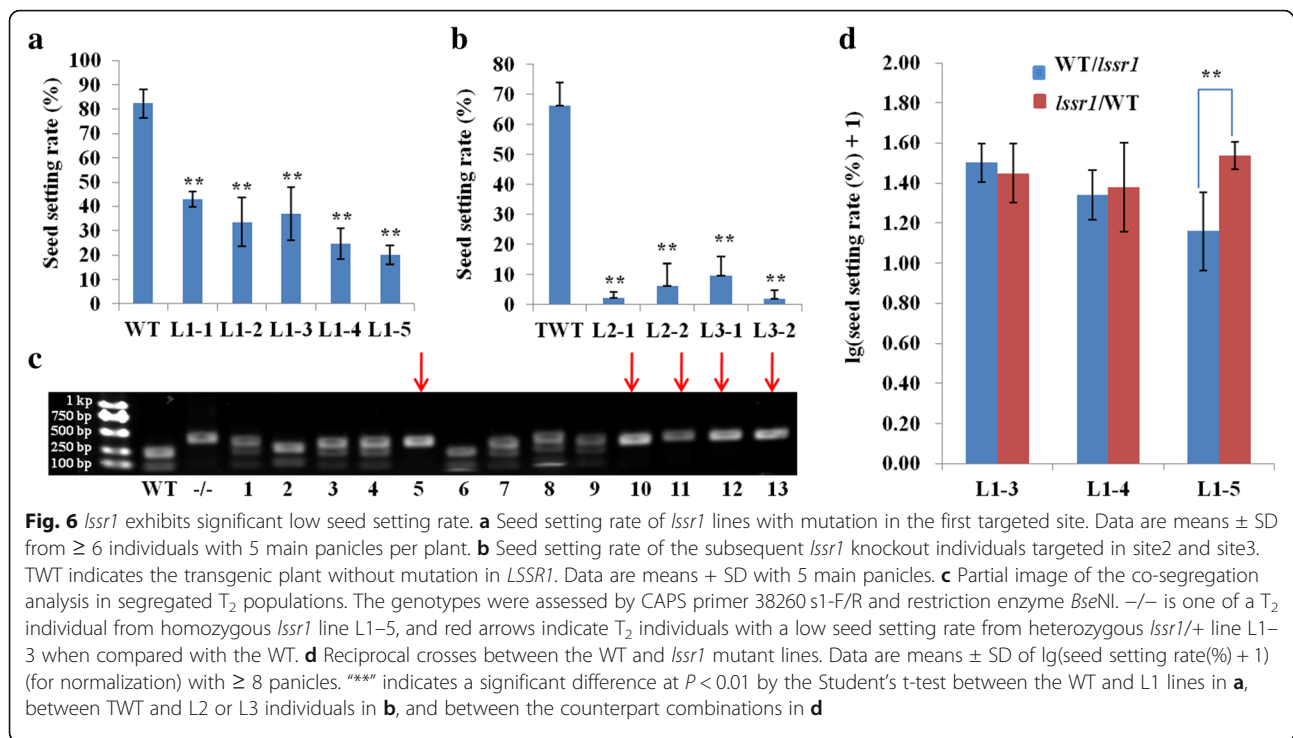 a
Seed setting rate (%)
100
90
80
70
60
50
40
30
20
10
0
** ** ** ** **
WT L1-1 L1-2 L1-3 L1-4 L1-5
b
Seed setting rate (%)
80
70
60
50
40
30
20
10
0
** ** ** **
TWT L2-1 L2-2 L3-1 L3-2
c
1 kp
750 bp
500 bp
250 bp
100 bp
WT -/- 1 2 3 4 5 6 7 8 9 10 11 12 13
d
lg(seed setting rate (%) + 1)
WT/lssr1
lssr1/WT
**
2.00
1.80
1.60
1.40
1.20
1.00
0.80
0.60
0.40
0.20
0.00
L1-3 L1-4 L1-5
Fig. 6 lssr1 exhibits significant low seed setting rate. a Seed setting rate of lssr1 lines with mutation in the first targeted site. Data are means ± SD
from ≥ 6 individuals with 5 main panicles per plant. b Seed setting rate of the subsequent lssr1 knockout individuals targeted in site2 and site3.
TWT indicates the transgenic plant without mutation in LSSR1. Data are means + SD with 5 main panicles. c Partial image of the co-segregation
analysis in segregated T₂ populations. The genotypes were assessed by CAPS primer 38260 s1-F/R and restriction enzyme BseNI. −/− is one of a T₂
individual from homozygous lssr1 line L1–5, and red arrows indicate T₂ individuals with a low seed setting rate from heterozygous lssr1/+ line L1–
3 when compared with the WT. d Reciprocal crosses between the WT and lssr1 mutant lines. Data are means ± SD of lg(seed setting rate(%) + 1)
(for normalization) with ≥ 8 panicles. "**" indicates a significant difference at P < 0.01 by the Student's t-test between the WT and L1 lines in a,
between TWT and L2 or L3 individuals in b, and between the counterpart combinations in d